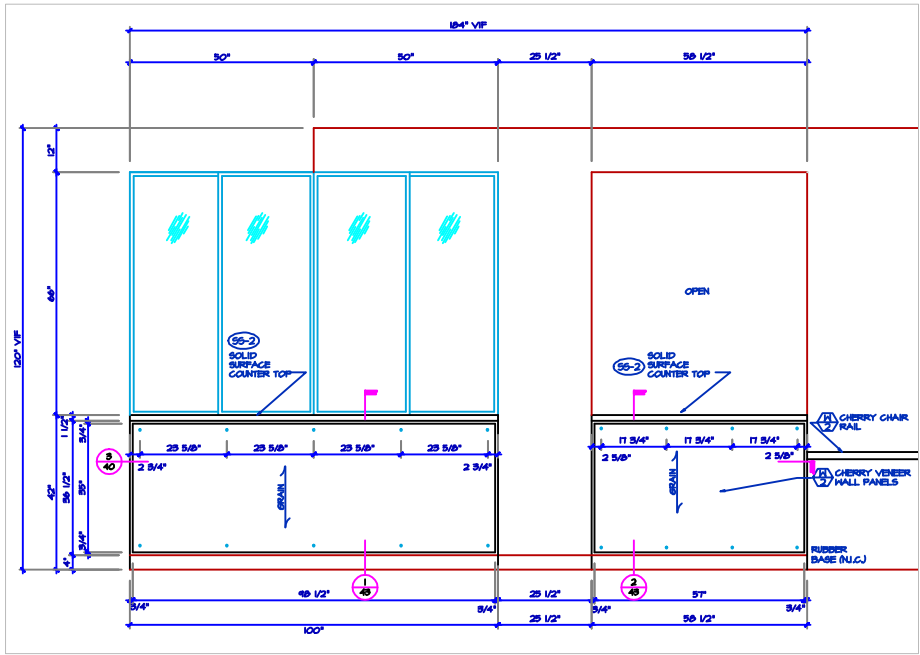 184" VIF
50"
50"
25 1/2"
58 1/2"
12"
66"
120" VIF
OPEN
SS-2
SOLID
SURFACE
COUNTER TOP
SS-2
SOLID
SURFACE
COUNTER TOP
W
2
CHERRY CHAIR
RAIL
1 1/2"
3/4"
23 5/8"
23 5/8"
23 5/8"
23 5/8"
17 3/4"
17 3/4"
17 3/4"
3
40
2 3/4"
2 3/4"
2 5/8"
2 5/8"
42"
36 1/2"
35"
GRAIN
GRAIN
W
2
CHERRY VENEER
WALL PANELS
3/4"
4"
RUBBER
BASE (N.I.C.)
1
43
2
43
98 1/2"
25 1/2"
57"
3/4"
3/4"
3/4"
3/4"
100"
25 1/2"
58 1/2"